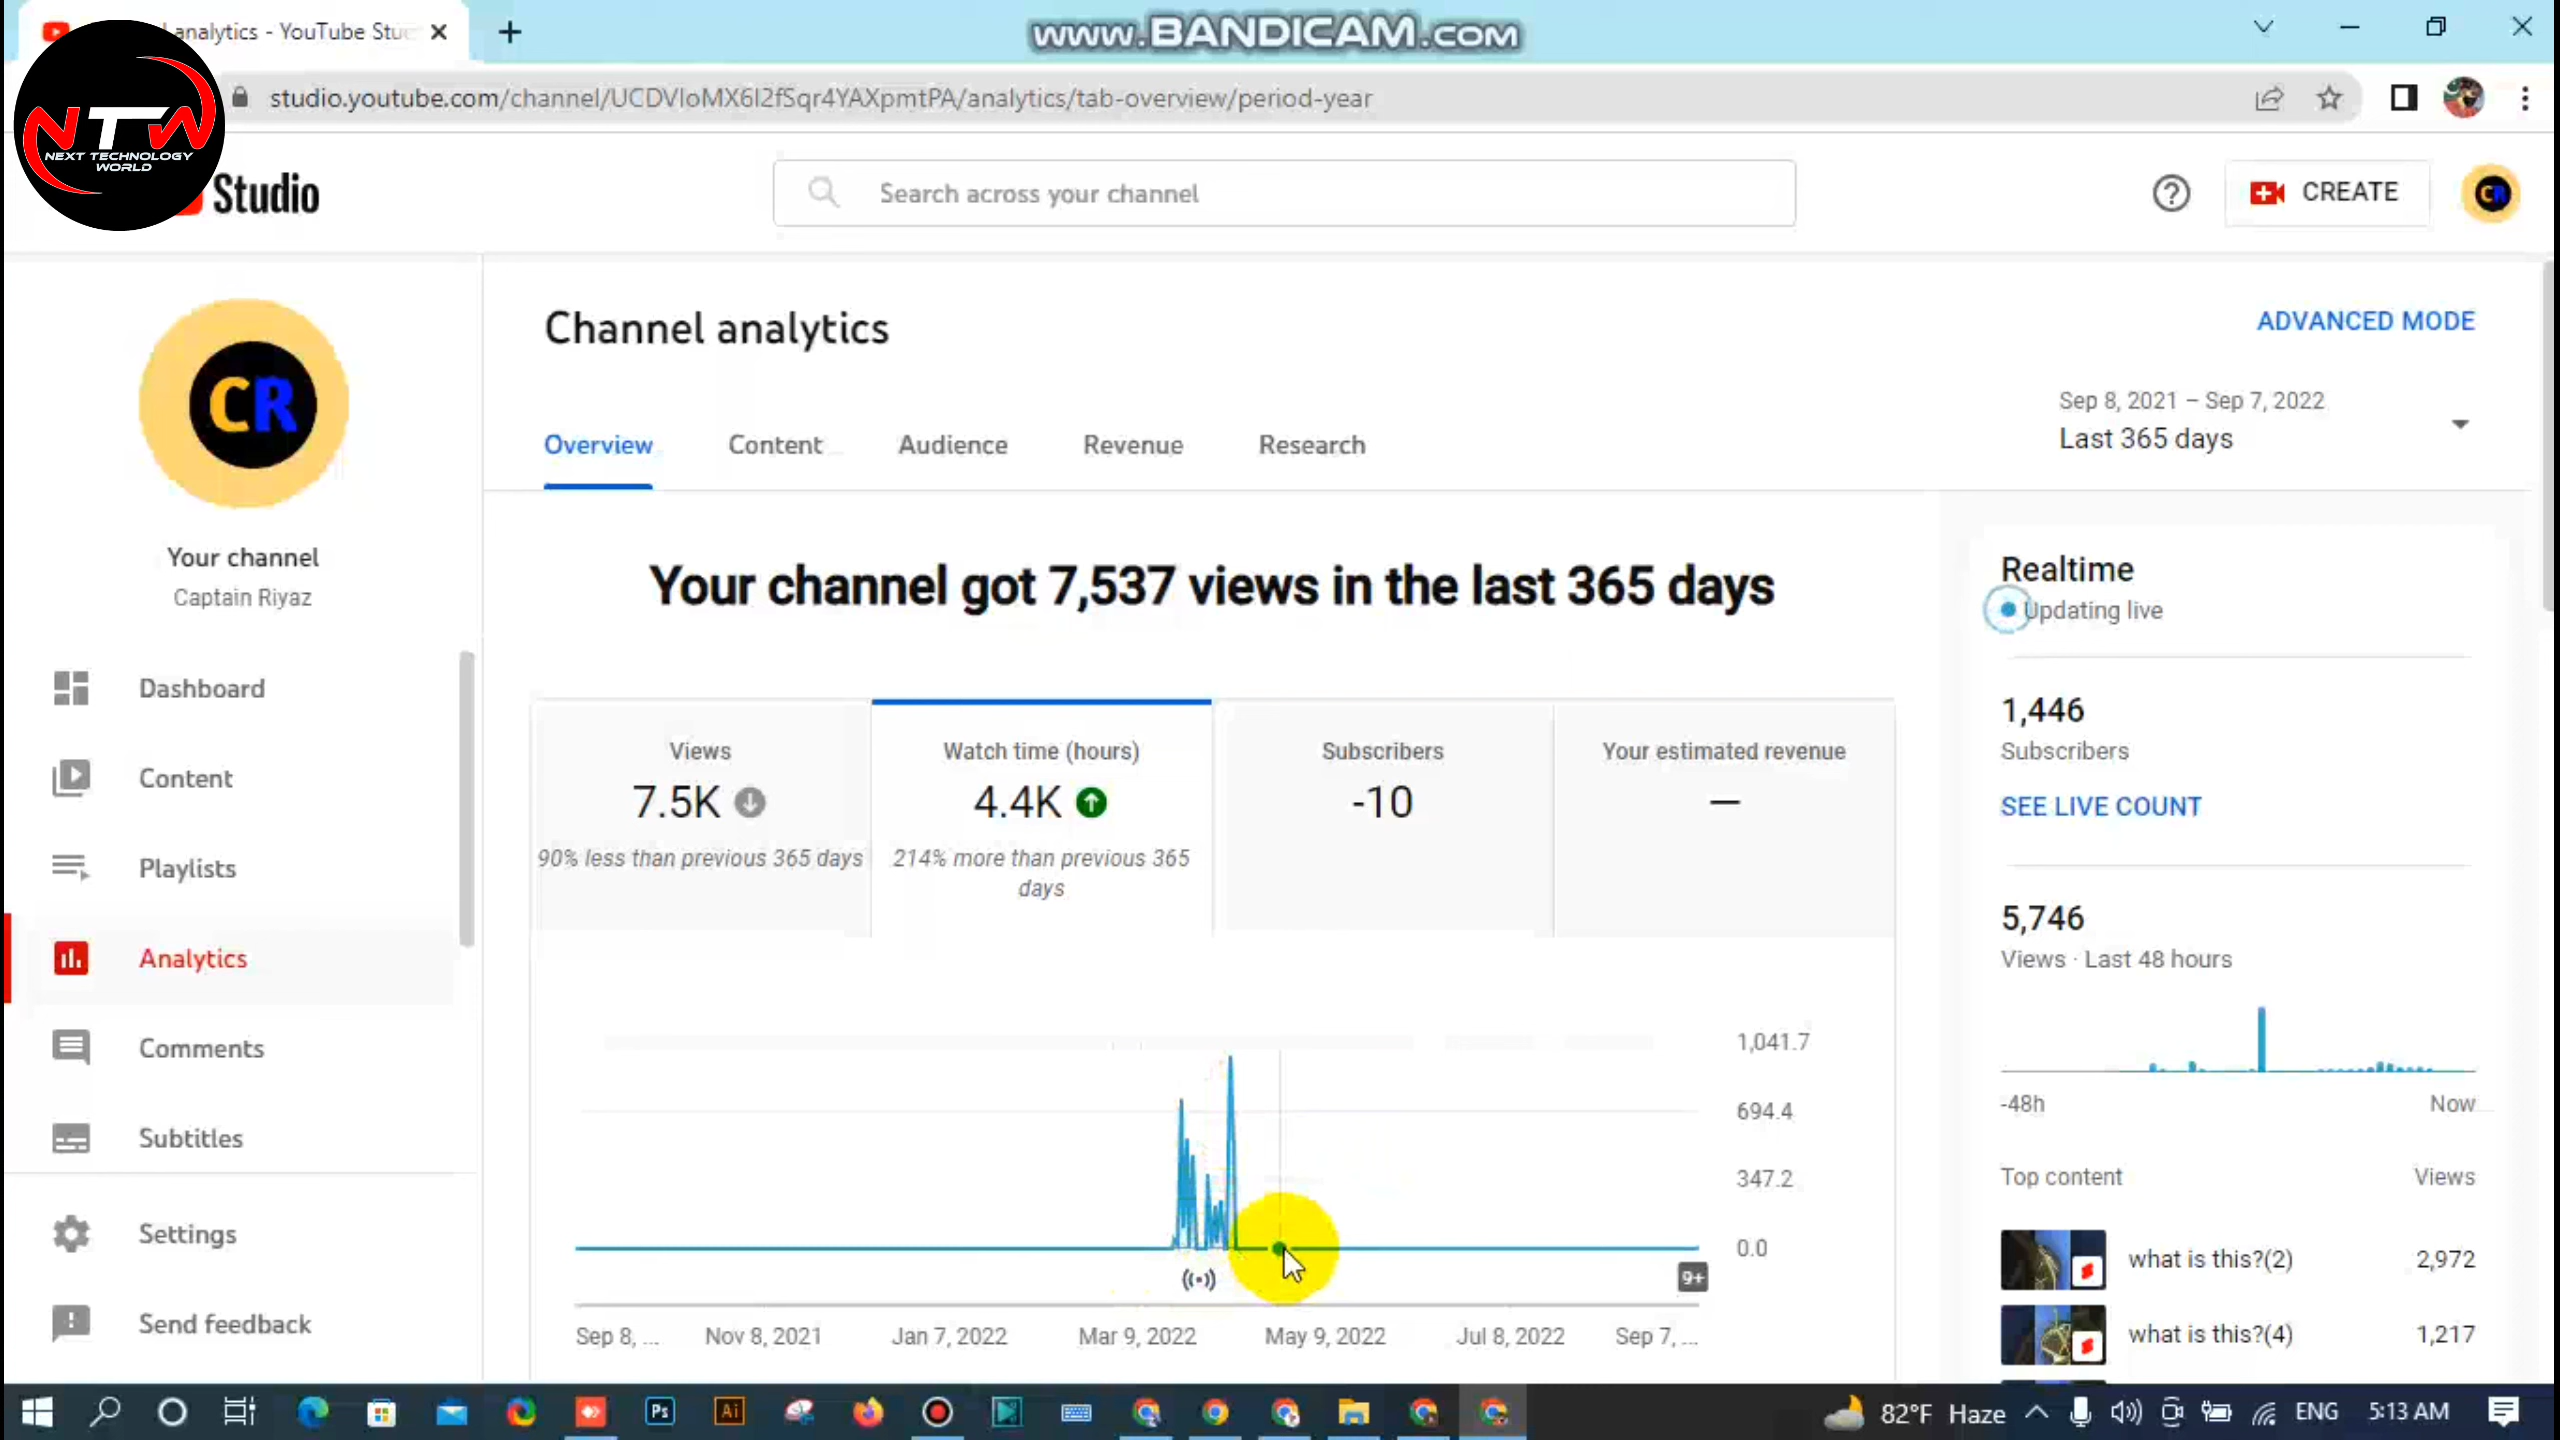 analytics - YouTube Stu
www.BANDICAM.com
studio.youtube.com/channel/UCDVloMX6I2fSqr4YAXpmtPA/analytics/tab-overview/period-year
NTW
NEXT TECHNOLOGY
WORLD
Studio
Search across your channel
CREATE
CR
CR
Your channel
Captain Riyaz
Dashboard
Content
Playlists
Analytics
Comments
Subtitles
Settings
Send feedback
Channel analytics
ADVANCED MODE
Sep 8, 2021 – Sep 7, 2022
Last 365 days
Overview Content Audience Revenue Research
Your channel got 7,537 views in the last 365 days
Views
7.5K
90% less than previous 365 days
Watch time (hours)
4.4K
214% more than previous 365
days
Subscribers
-10
Your estimated revenue
—
1,041.7
694.4
347.2
0.0
9+
Sep 8, ... Nov 8, 2021 Jan 7, 2022 Mar 9, 2022 May 9, 2022 Jul 8, 2022 Sep 7, ...
Realtime
Updating live
1,446
Subscribers
SEE LIVE COUNT
5,746
Views · Last 48 hours
-48h Now
Top content Views
what is this?(2) 2,972
what is this?(4) 1,217
Ps
Ai
82°F Haze
ENG
5:13 AM